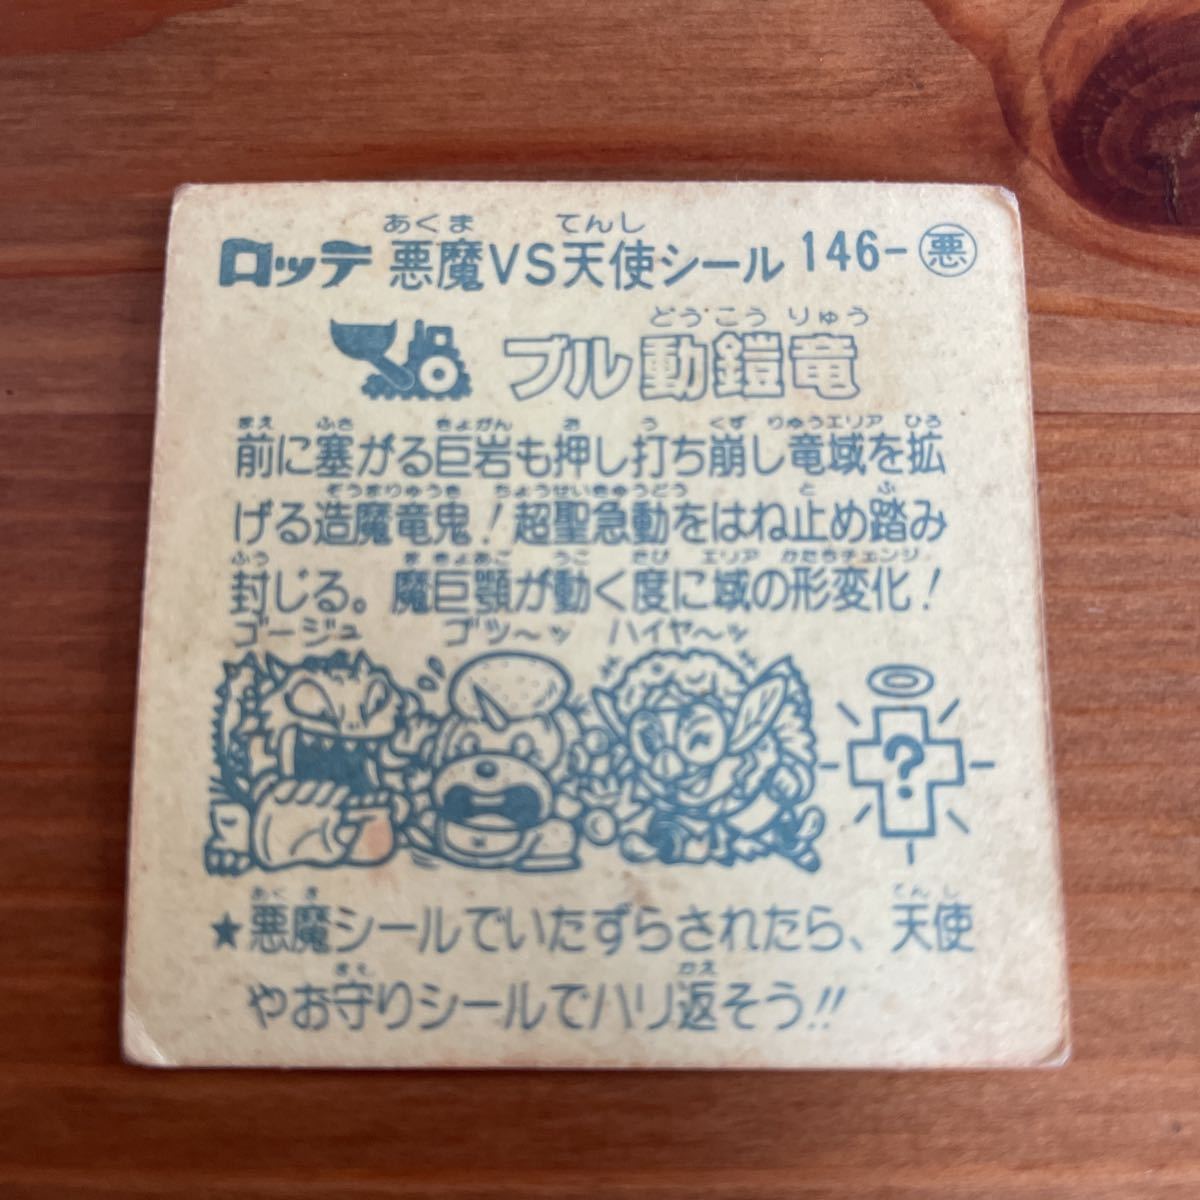 あくま てんし
ロッテ 悪魔VS天使シール 146-悪
どうこうりゅう
ブル動鎧竜
まえ ふさ きょがん お う くず りゅうエリア ひろ
前に塞がる巨岩も押し打ち崩し竜域を拡
ぞうまりゅうき ちょうせいきゅうどう と ふ
げる造魔竜鬼!超聖急動をはね止め踏み
ふう まきょあご うご たび エリア かたちチェンジ
封じる。魔巨顎が動く度に域の形変化!
ゴージュ ゴツ〜ッ ハイヤ〜ッ
?
あくま てんし
★悪魔シールでいたずらされたら、天使
まも かえ
やお守りシールでハリ返そう!!